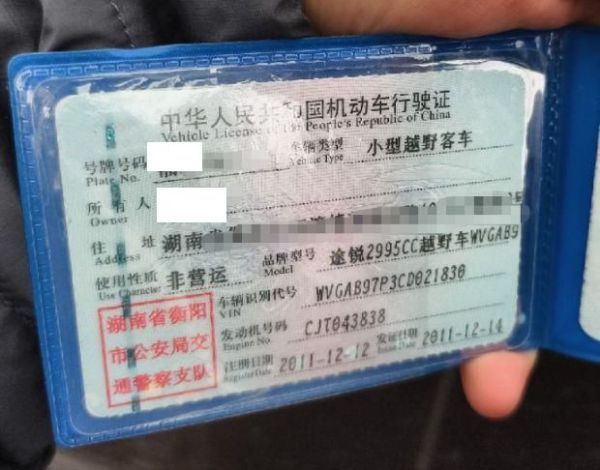 中华人民共和国机动车行驶证
Vehicle License of The People's Republic of China
号牌号码
Plate No.
车辆类型 小型越野客车
Vehicle Type
所有人
Owner
住址 湖南
Address
使用性质 非营运
Use Character
品牌型号 途锐2995CC越野车WVGAB9
Model
车辆识别代号 WVGAB97P3CD021830
VIN
发动机号码 CJT043838
Engine No.
注册日期 2011-12-12 发证日期 2011-12-14
Register Date Issue Date
湖南省衡阳
市公安局交
通警察支队